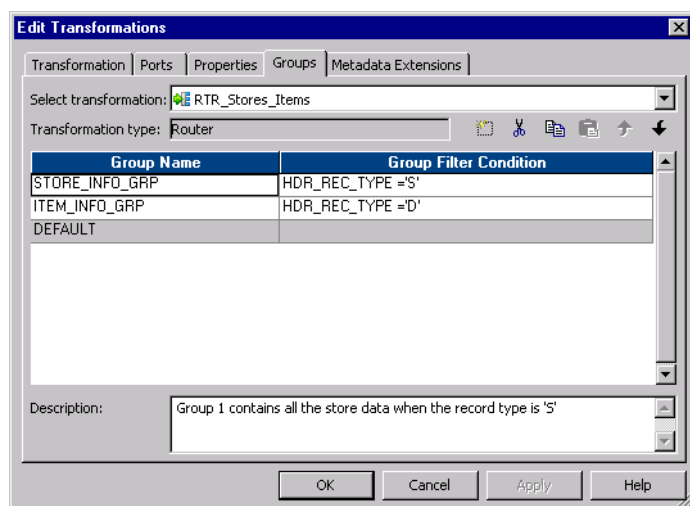 Edit Transformations
Transformation Ports Properties Groups Metadata Extensions
Select transformation: RTR_Stores_Items
Transformation type: Router
Group Name Group Filter Condition
STORE_INFO_GRP HDR_REC_TYPE ='S'
ITEM_INFO_GRP HDR_REC_TYPE ='D'
DEFAULT
Description: Group 1 contains all the store data when the record type is 'S'
OK Cancel Apply Help